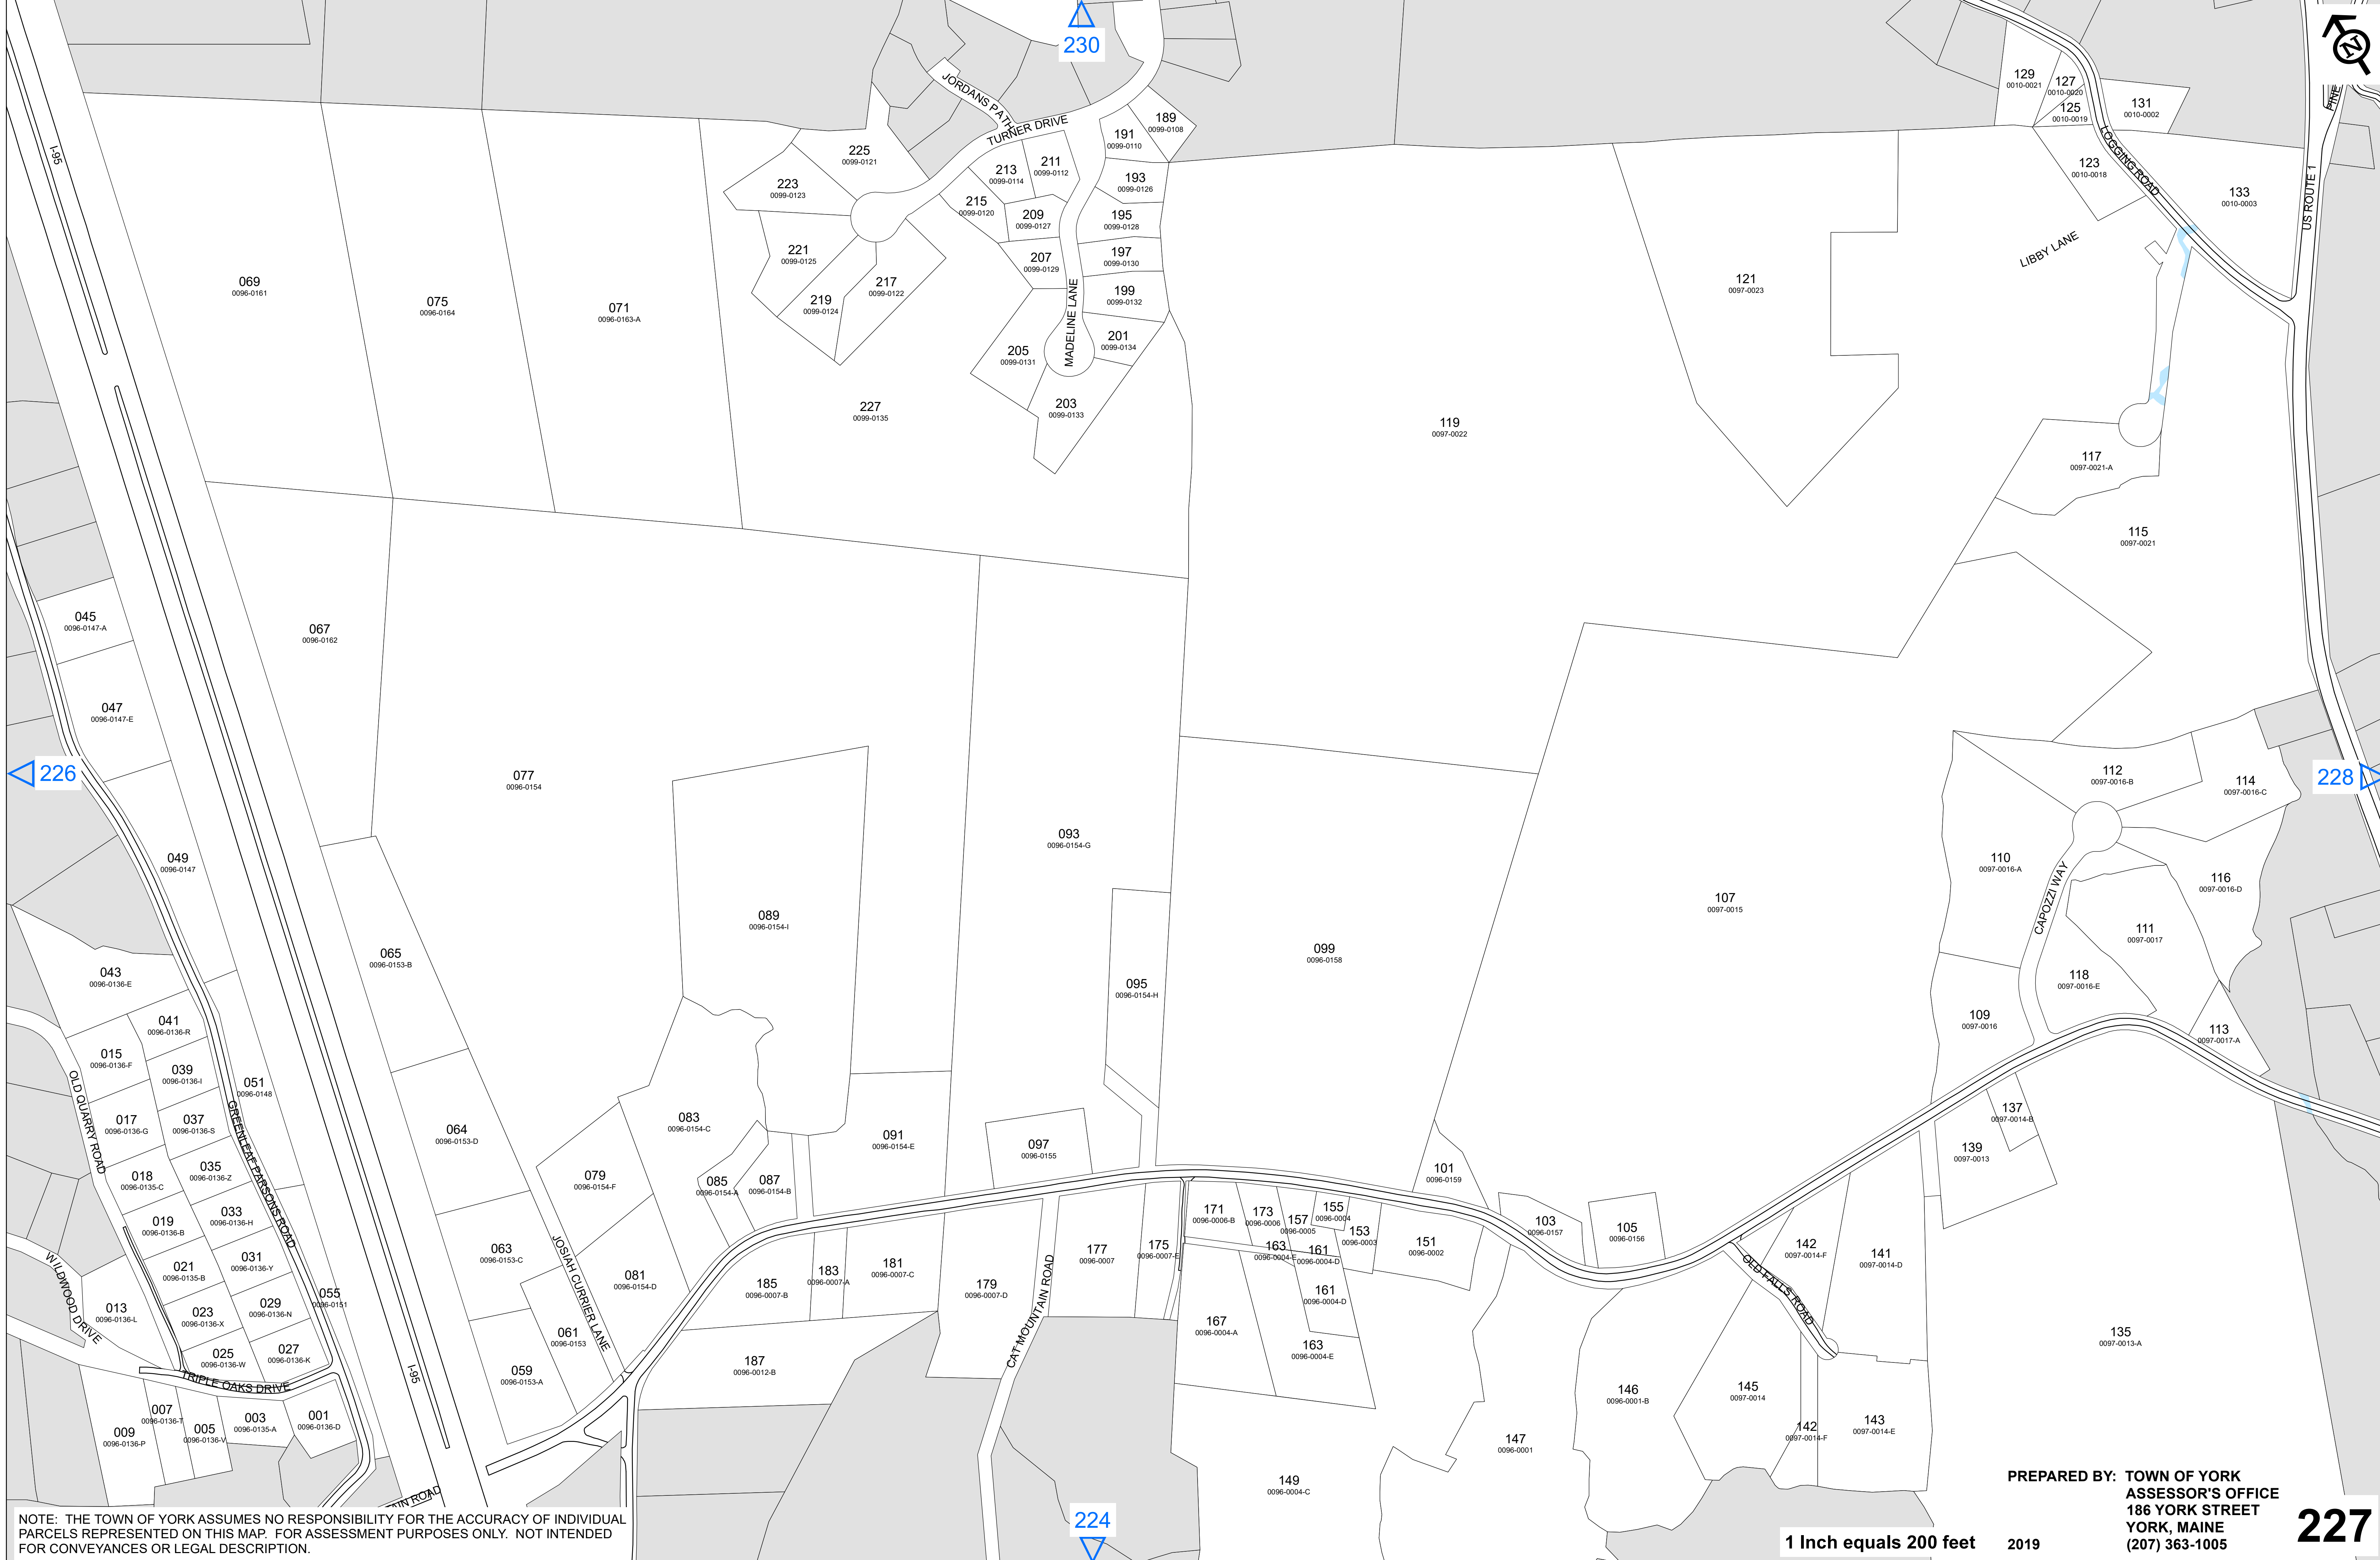 230
N
JORDANS PATH
TURNER DRIVE
189
0099-0108
191
0099-0110
129
0010-0021
127
0010-0020
125
0010-0019
131
0010-0002
PINE
LOGGING ROAD
I-95
225
0099-0121
223
0099-0123
213
0099-0114
211
0099-0112
193
0099-0126
123
0010-0018
133
0010-0003
US ROUTE 1
215
0099-0120
209
0099-0127
195
0099-0128
221
0099-0125
207
0099-0129
197
0099-0130
LIBBY LANE
069
0096-0161
075
0096-0164
071
0096-0163-A
219
0099-0124
217
0099-0122
199
0099-0132
121
0097-0023
MADELINE LANE
201
0099-0134
205
0099-0131
203
0099-0133
227
0099-0135
119
0097-0022
117
0097-0021-A
115
0097-0021
045
0096-0147-A
067
0096-0162
047
0096-0147-E
226
077
0096-0154
112
0097-0016-B
114
0097-0016-C
228
049
0096-0147
093
0096-0154-G
110
0097-0016-A
CAPOZZI WAY
116
0097-0016-D
089
0096-0154-I
107
0097-0015
111
0097-0017
065
0096-0153-B
099
0096-0158
043
0096-0136-E
095
0096-0154-H
118
0097-0016-E
041
0096-0136-R
109
0097-0016
113
0097-0017-A
015
0096-0136-F
039
0096-0136-I
051
0096-0148
OLD QUARRY ROAD
GREENLEAF PARSONS ROAD
017
0096-0136-G
037
0096-0136-S
064
0096-0153-D
083
0096-0154-C
091
0096-0154-E
097
0096-0155
137
0097-0014-B
139
0097-0013
018
0096-0135-C
035
0096-0136-Z
079
0096-0154-F
085
0096-0154-A
087
0096-0154-B
101
0096-0159
019
0096-0136-B
033
0096-0136-H
171
0096-0006-B
173
0096-0006
157
0096-0005
155
0096-0004
153
0096-0003
151
0096-0002
103
0096-0157
105
0096-0156
063
0096-0153-C
JOSIAH CURRIER LANE
177
0096-0007
175
0096-0007-E
163
0096-0004-E
161
0096-0004-D
142
0097-0014-F
141
0097-0014-D
WILDWOOD DRIVE
021
0096-0135-B
031
0096-0136-Y
081
0096-0154-D
185
0096-0007-B
183
0096-0007-A
181
0096-0007-C
179
0096-0007-D
CAT MOUNTAIN ROAD
OLD FALLS ROAD
013
0096-0136-L
023
0096-0136-X
029
0096-0136-N
055
0096-0151
161
0096-0004-D
167
0096-0004-A
163
0096-0004-E
061
0096-0153
135
0097-0013-A
025
0096-0136-W
027
0096-0136-K
059
0096-0153-A
187
0096-0012-B
I-95
TRIPLE OAKS DRIVE
146
0096-0001-B
145
0097-0014
007
0096-0136-T
009
0096-0136-P
005
0096-0136-V
003
0096-0135-A
001
0096-0136-D
142
0097-0014-F
143
0097-0014-E
147
0096-0001
149
0096-0004-C
ROAD
NOTE: THE TOWN OF YORK ASSUMES NO RESPONSIBILITY FOR THE ACCURACY OF INDIVIDUAL
PARCELS REPRESENTED ON THIS MAP. FOR ASSESSMENT PURPOSES ONLY. NOT INTENDED
FOR CONVEYANCES OR LEGAL DESCRIPTION.
224
1 Inch equals 200 feet
2019
PREPARED BY: TOWN OF YORK
ASSESSOR'S OFFICE
186 YORK STREET
YORK, MAINE
(207) 363-1005
227